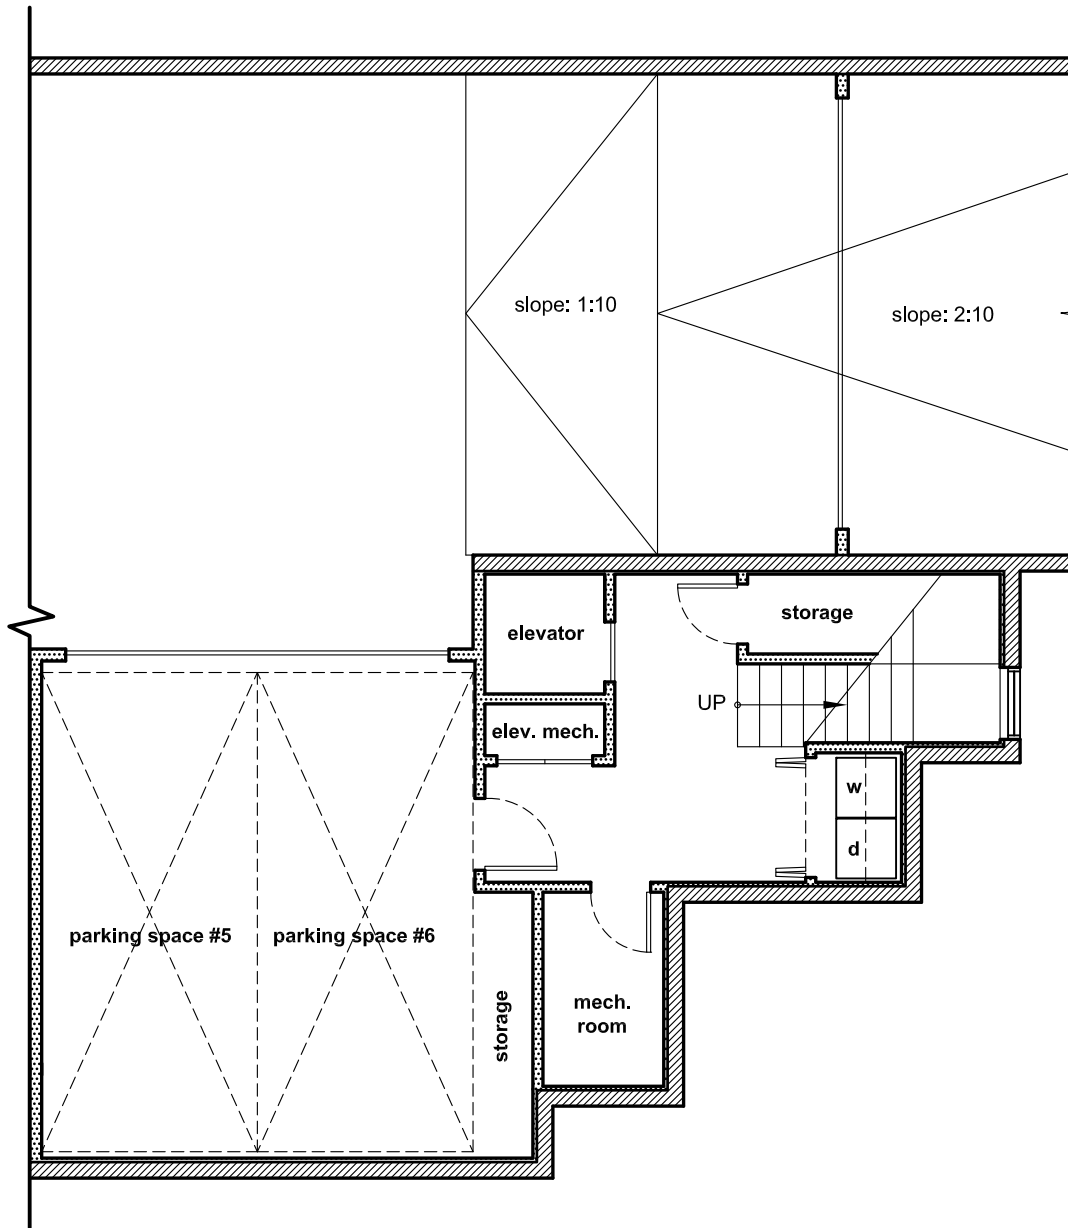 slope: 1:10
slope: 2:10
elevator
storage
UP
elev. mech.
w
d
parking space #5
parking space #6
storage
mech.
room